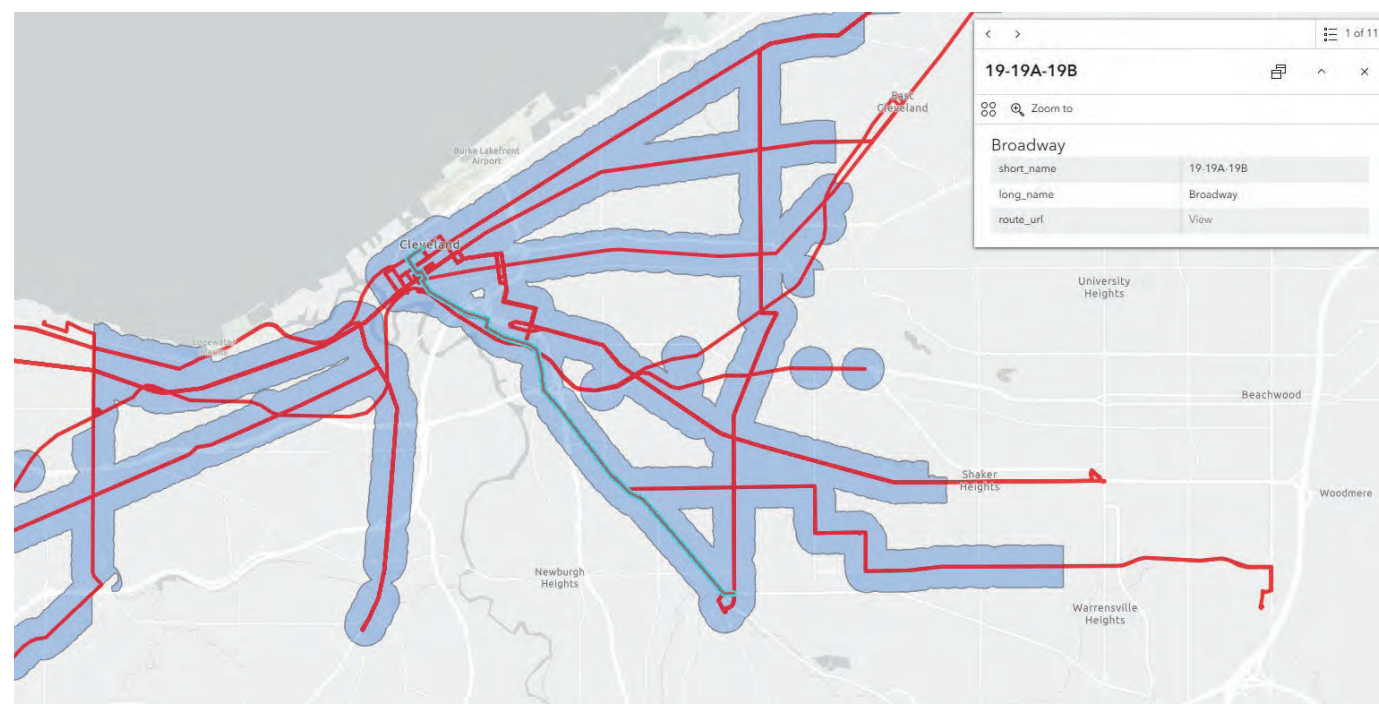 1 of 11
19-19A-19B
Zoom to
Broadway
short_name 19-19A-19B
long_name Broadway
route_url View
East
Cleveland
Burke Lakefront
Airport
Cleveland
University
Heights
Edgewater
Beachwood
Shaker
Heights
Woodmere
Newburgh
Heights
Warrensville
Heights